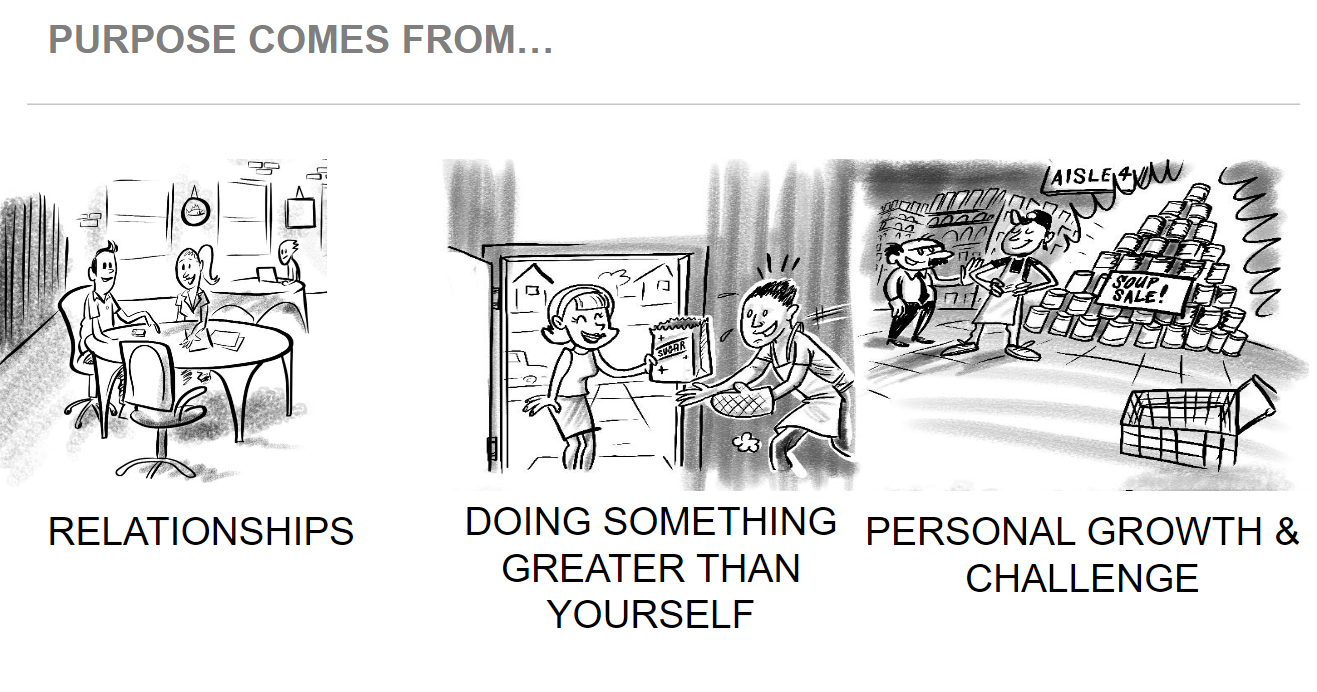 PURPOSE COMES FROM…
AISLE 4
SOUP
SALE!
SUGAR
RELATIONSHIPS
DOING SOMETHING
GREATER THAN
YOURSELF
PERSONAL GROWTH &
CHALLENGE